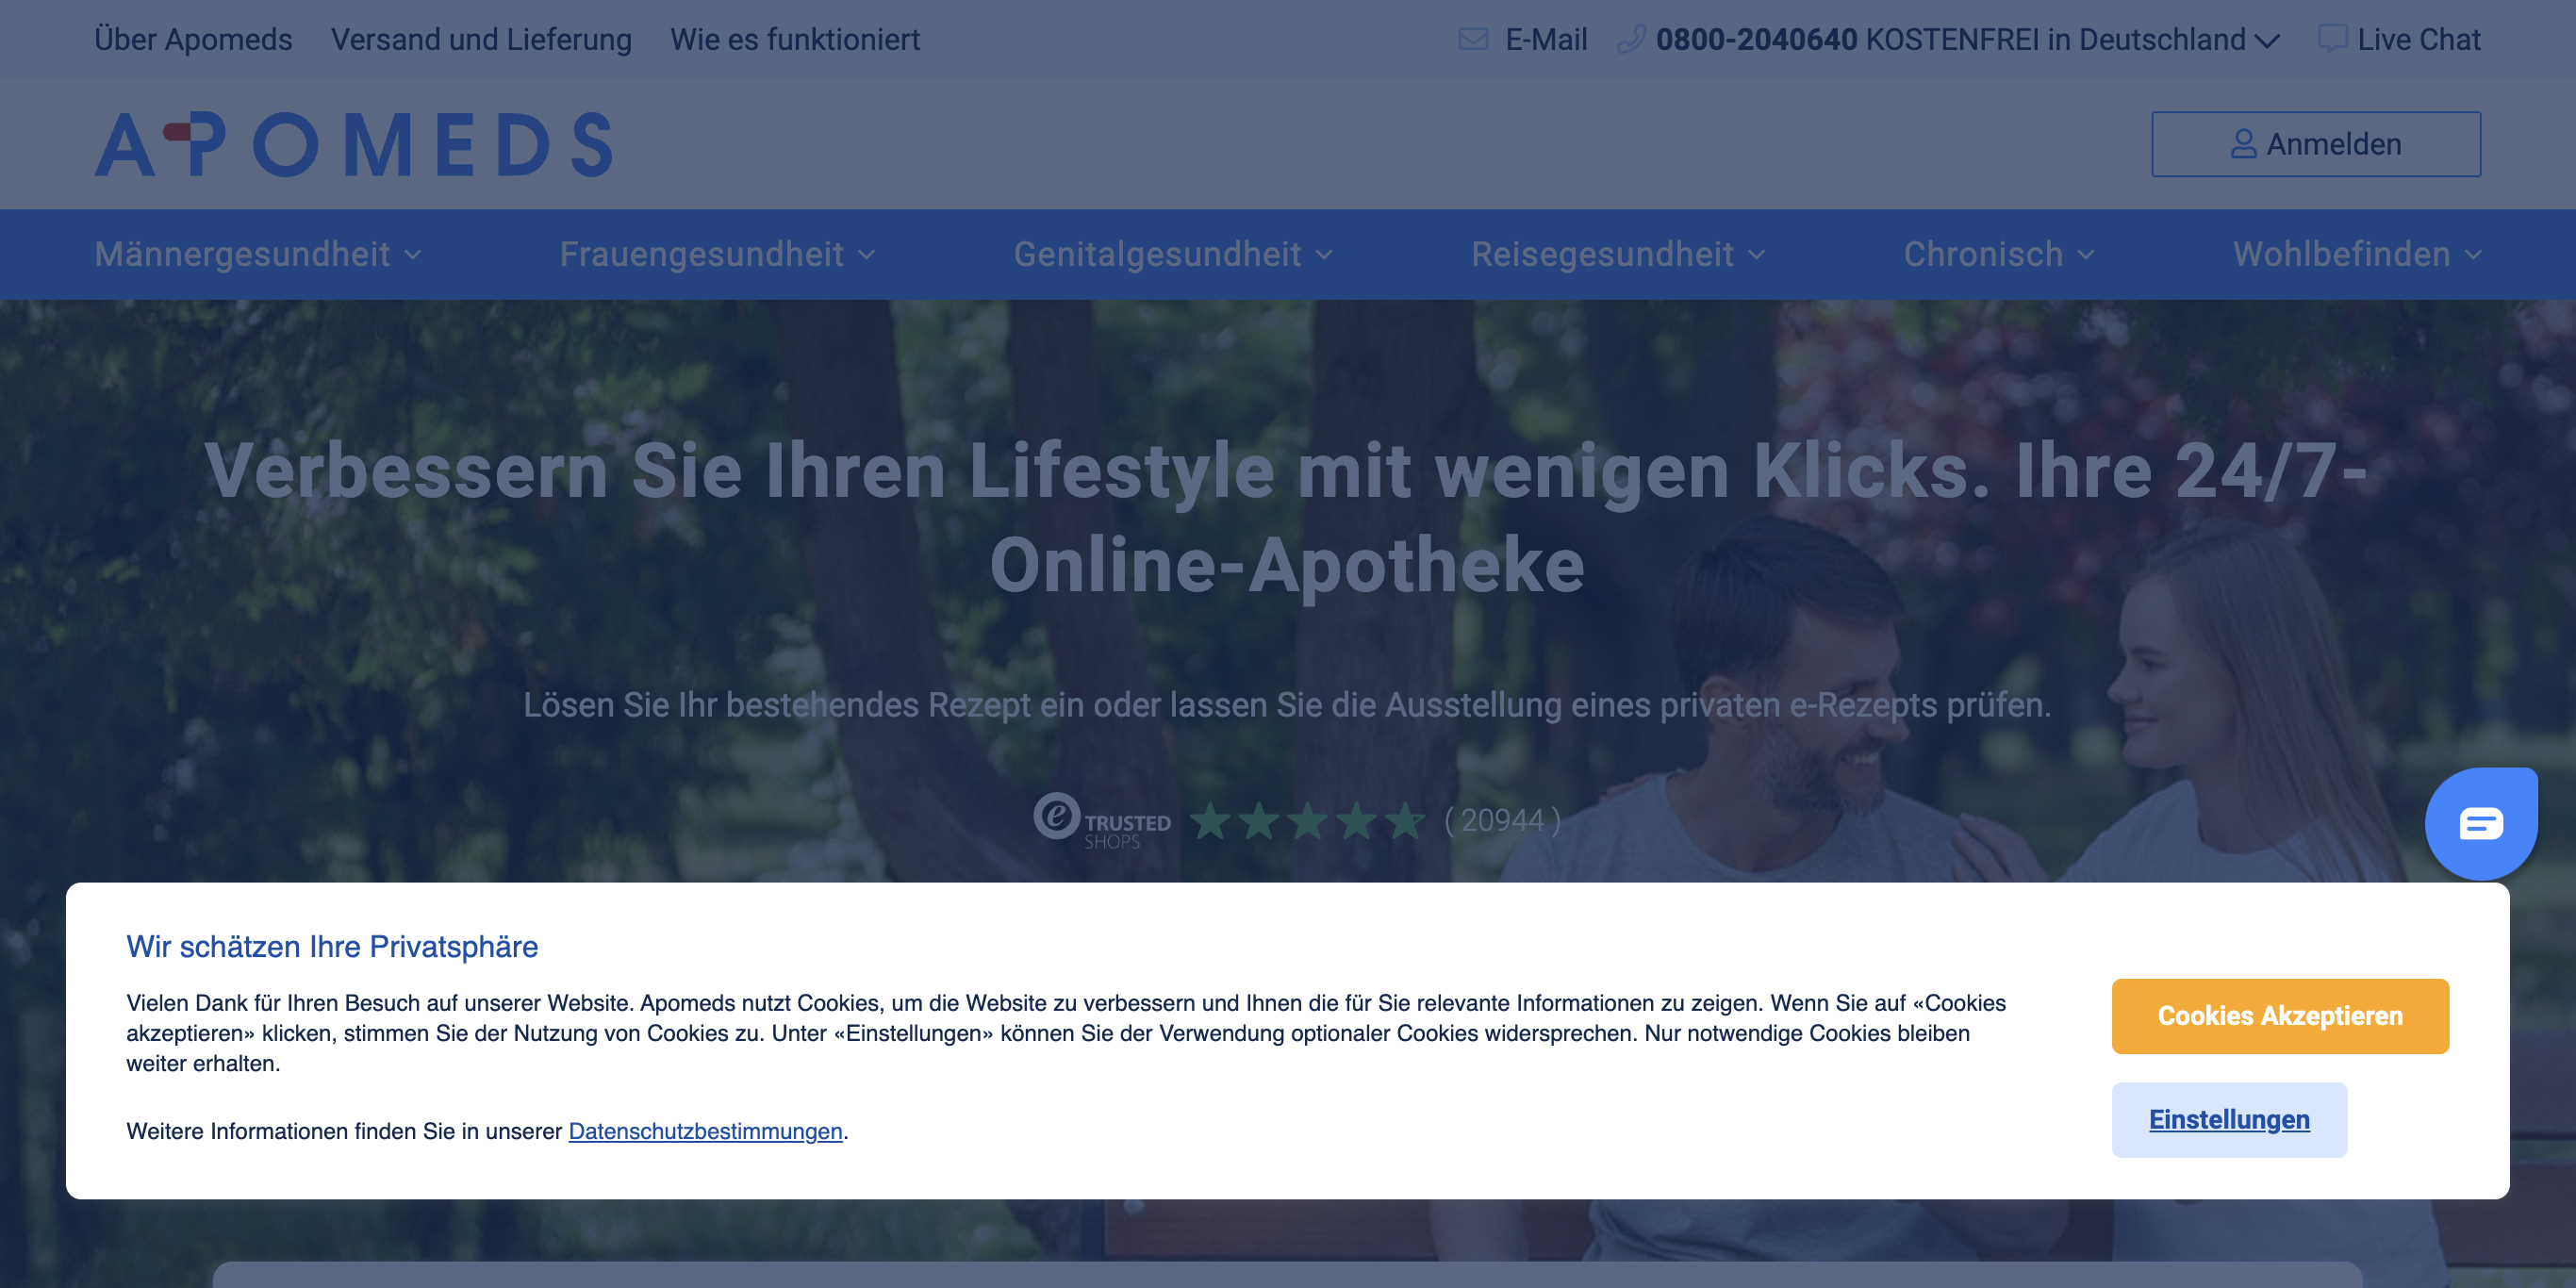 Über Apomeds Versand und Lieferung Wie es funktioniert E-Mail 0800-2040640 KOSTENFREI in Deutschland Live Chat
APOMEDS Anmelden
Männergesundheit Frauengesundheit Genitalgesundheit Reisegesundheit Chronisch Wohlbefinden
Verbessern Sie Ihren Lifestyle mit wenigen Klicks. Ihre 24/7-
Online-Apotheke
Lösen Sie Ihr bestehendes Rezept ein oder lassen Sie die Ausstellung eines privaten e-Rezepts prüfen.
e TRUSTED SHOPS ( 20944 )
Wir schätzen Ihre Privatsphäre
Vielen Dank für Ihren Besuch auf unserer Website. Apomeds nutzt Cookies, um die Website zu verbessern und Ihnen die für Sie relevante Informationen zu zeigen. Wenn Sie auf «Cookies
akzeptieren» klicken, stimmen Sie der Nutzung von Cookies zu. Unter «Einstellungen» können Sie der Verwendung optionaler Cookies widersprechen. Nur notwendige Cookies bleiben
weiter erhalten.
Weitere Informationen finden Sie in unserer Datenschutzbestimmungen.
Cookies Akzeptieren
Einstellungen